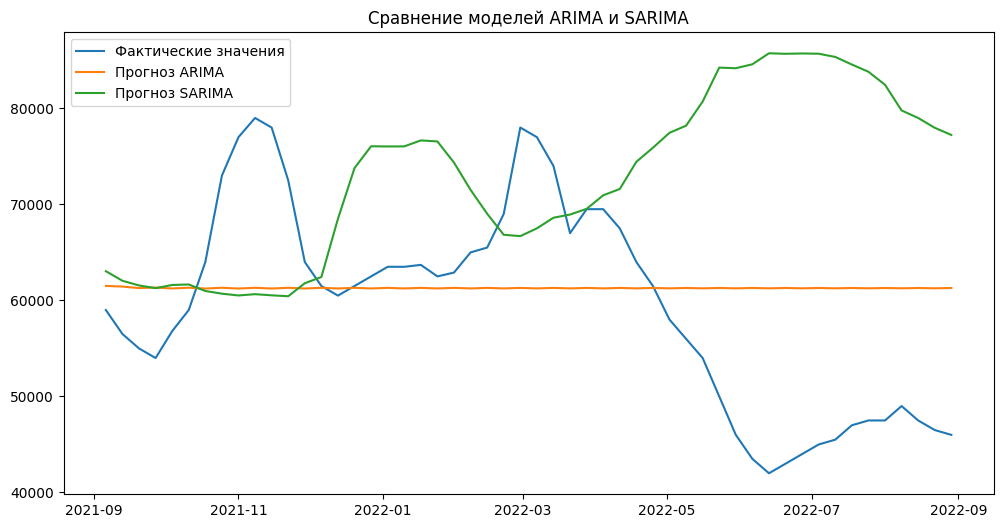 Сравнение моделей ARIMA и SARIMA
Фактические значения
Прогноз ARIMA
Прогноз SARIMA
80000
70000
60000
50000
40000
2021-09 2021-11 2022-01 2022-03 2022-05 2022-07 2022-09